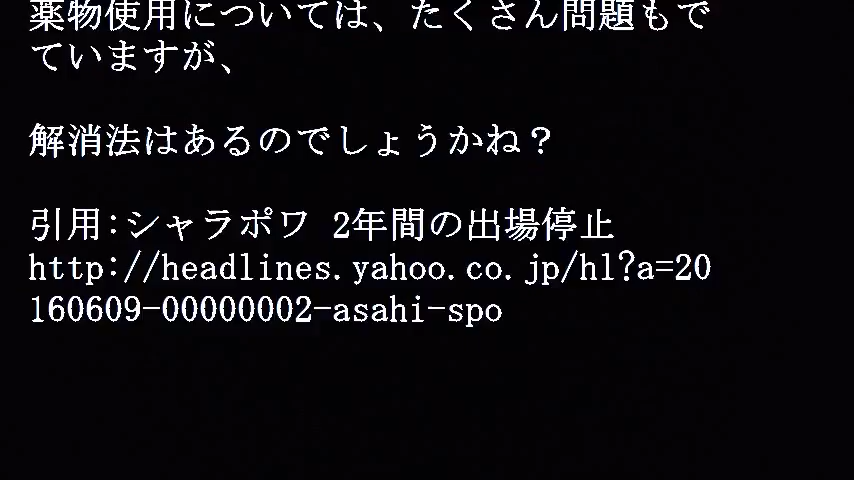 薬物使用については、たくさん問題もで
ていますが、
解消法はあるのでしょうかね？
引用:シャラポワ 2年間の出場停止
http://headlines.yahoo.co.jp/hl?a=20
160609-00000002-asahi-spo